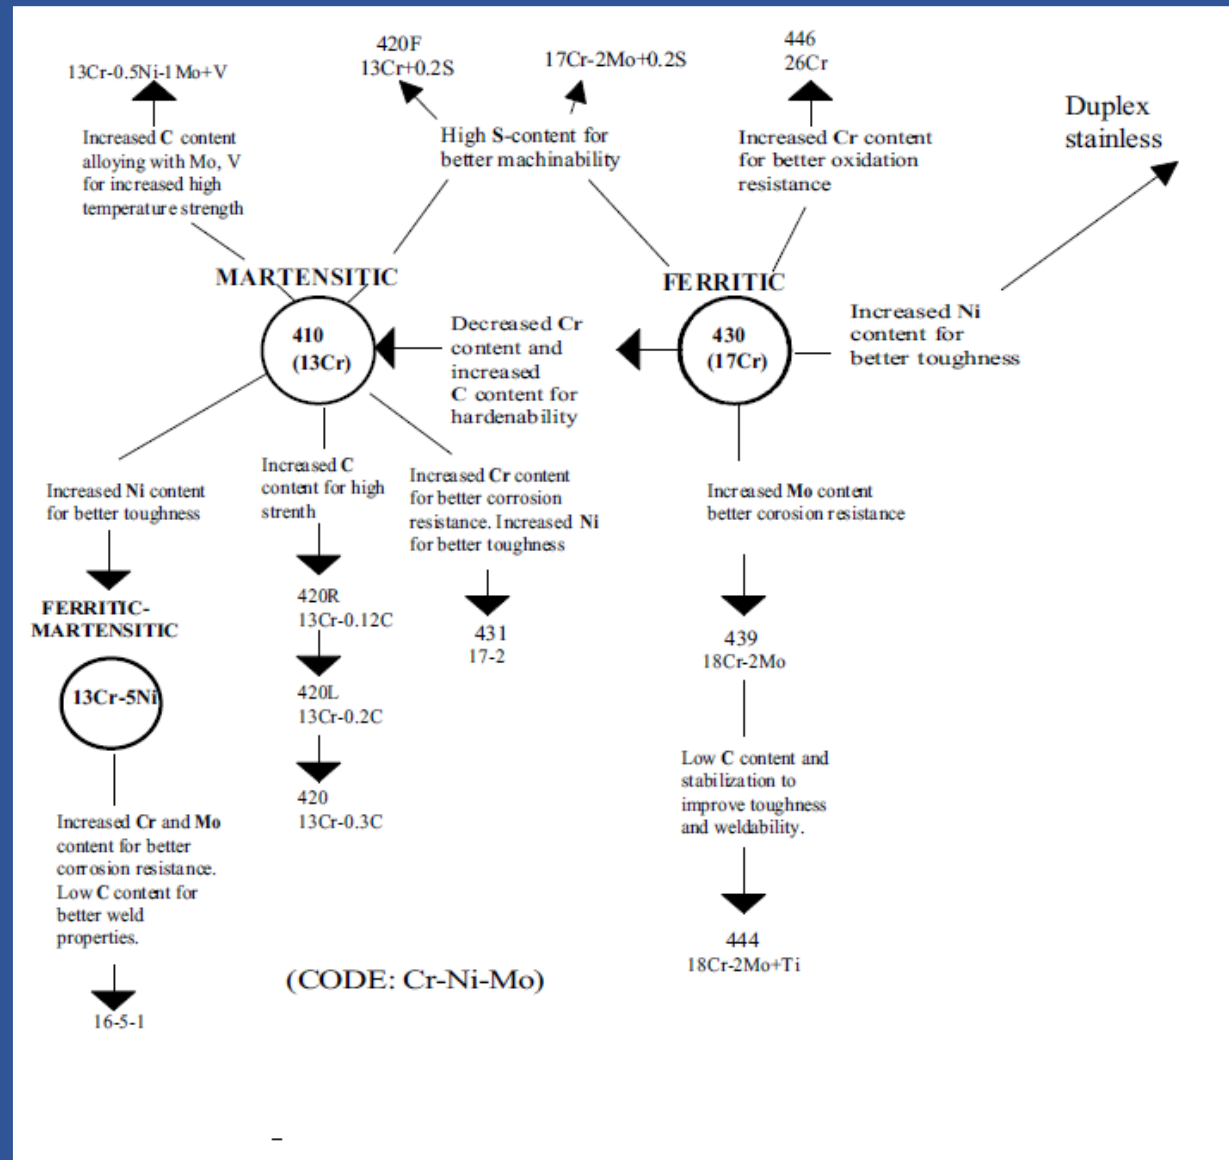 13Cr-0.5Ni-1Mo+V
420F
13Cr+0.2S
17Cr-2Mo+0.2S
446
26Cr
Duplex
stainless
Increased C content
alloying with Mo, V
for increased high
temperature strength
High S-content for
better machinability
Increased Cr content
for better oxidation
resistance
MARTENSITIC
FERRITIC
410
(13Cr)
Decreased Cr
content and
increased
C content for
hardenability
430
(17Cr)
Increased Ni
content for
better toughness
Increased Ni content
for better toughness
Increased C
content for high
strenth
Increased Cr content
for better corrosion
resistance. Increased Ni
for better toughness
Increased Mo content
better corosion resistance
FERRITIC-
MARTENSITIC
13Cr-5Ni
420R
13Cr-0.12C
420L
13Cr-0.2C
420
13Cr-0.3C
431
17-2
439
18Cr-2Mo
Low C content and
stabilization to
improve toughness
and weldability.
444
18Cr-2Mo+Ti
Increased Cr and Mo
content for better
corrosion resistance.
Low C content for
better weld
properties.
16-5-1
(CODE: Cr-Ni-Mo)
–